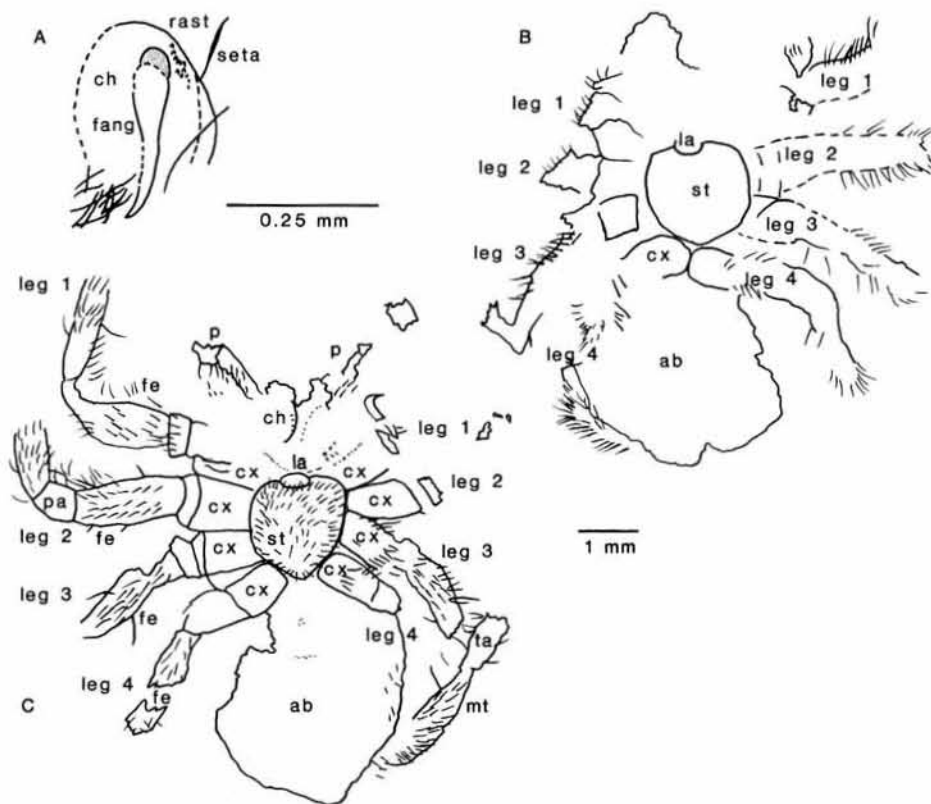 A
rast
seta
ch
fang
0.25 mm
B
leg 1
leg 1
la
leg 2
leg 2
st
leg 3
leg 3
cx
leg 4
leg 4
ab
1 mm
leg 1
p
p
fe
ch
leg 1
la
cx
cx
leg 2
pa
cx
cx
leg 2
fe
st
cx
cx
leg 3
leg 3
cx
cx
fe
leg 4
ta
leg 4
fe
C
ab
mt